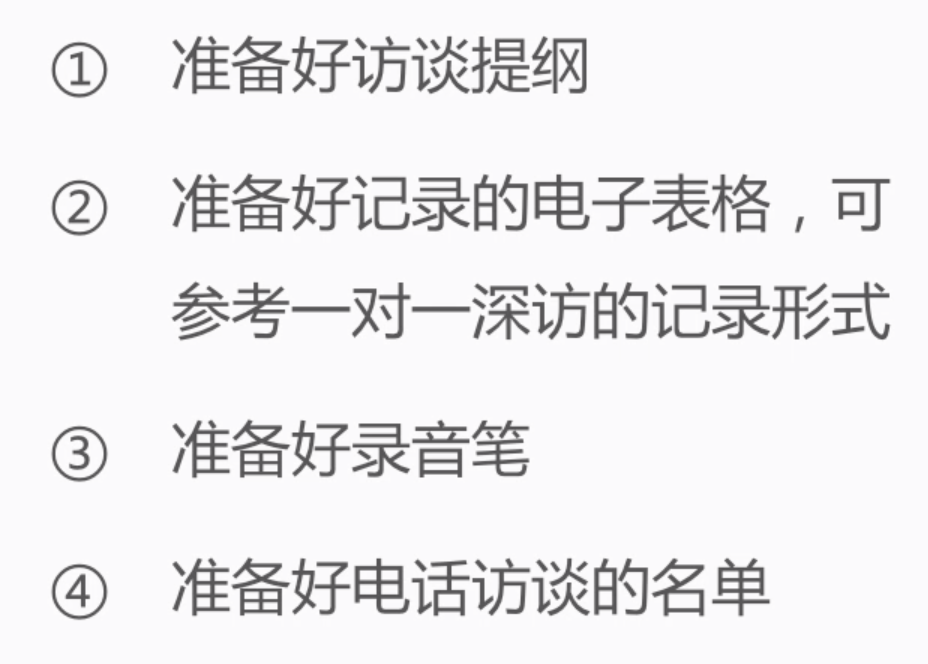 ① 准备好访谈提纲
② 准备好记录的电子表格，可
参考一对一深访的记录形式
③ 准备好录音笔
④ 准备好电话访谈的名单